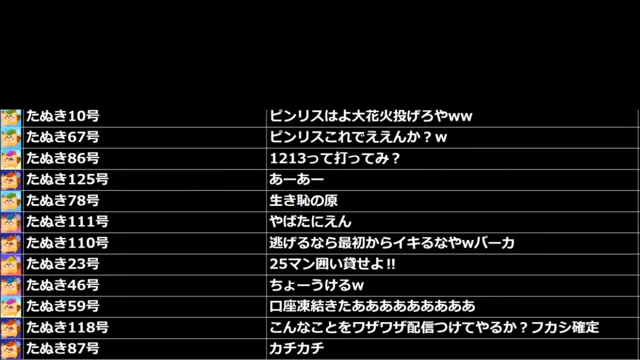 たぬき10号 ピンリスはよ大花火投げろやww
たぬき67号 ピンリスこれでええんか？w
たぬき86号 1213って打ってみ？
たぬき125号 あーあー
たぬき78号 生き恥の原
たぬき111号 やばたにえん
たぬき110号 逃げるなら最初からイキるなやwバーカ
たぬき23号 25マン囲い貸せよ!!
たぬき46号 ちょーうけるw
たぬき59号 口座凍結きたああああああああああ
たぬき118号 こんなことをワザワザ配信つけてやるか？フカシ確定
たぬき87号 カチカチ